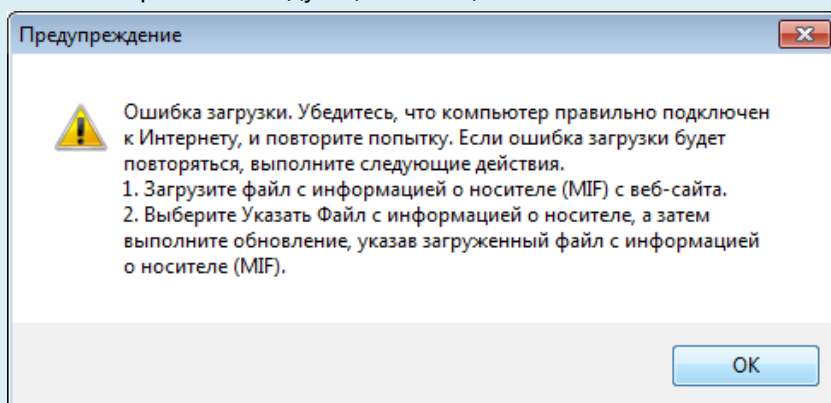 Предупреждение
Ошибка загрузки. Убедитесь, что компьютер правильно подключен
к Интернету, и повторите попытку. Если ошибка загрузки будет
повторяться, выполните следующие действия.
1. Загрузите файл с информацией о носителе (MIF) с веб-сайта.
2. Выберите Указать Файл с информацией о носителе, а затем
выполните обновление, указав загруженный файл с информацией
о носителе (MIF).
OK